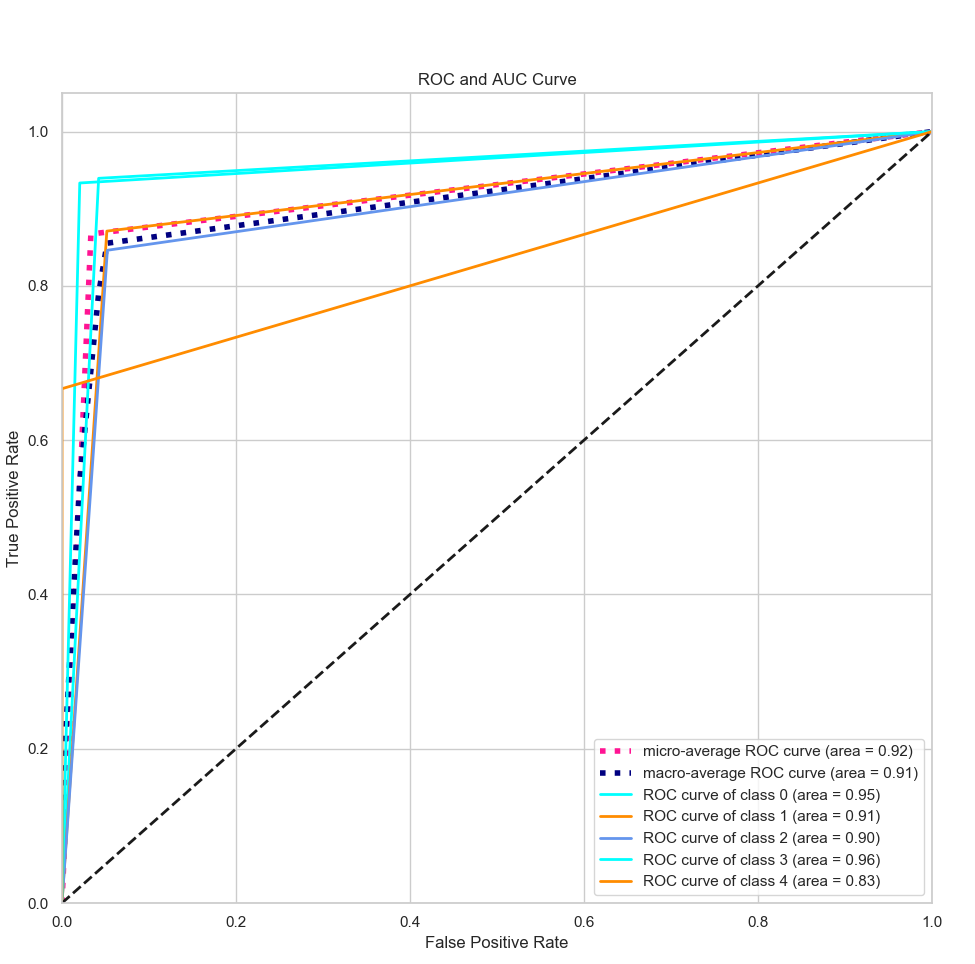 ROC and AUC Curve
1.0
0.8
0.6
0.4
0.2
0.0
True Positive Rate
0.0 0.2 0.4 0.6 0.8 1.0
False Positive Rate
micro-average ROC curve (area = 0.92)
macro-average ROC curve (area = 0.91)
ROC curve of class 0 (area = 0.95)
ROC curve of class 1 (area = 0.91)
ROC curve of class 2 (area = 0.90)
ROC curve of class 3 (area = 0.96)
ROC curve of class 4 (area = 0.83)